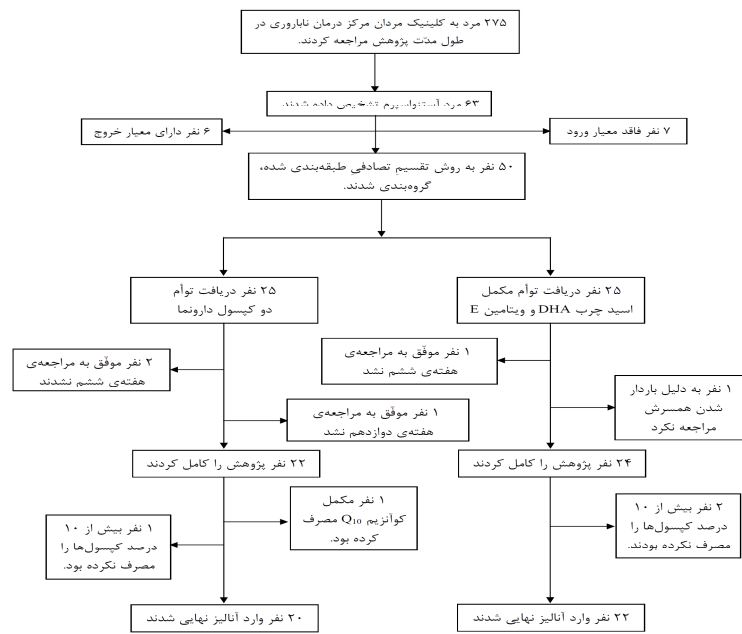 ۲۷۵ مرد به کلینیک مردان مرکز درمان ناباروری در
طول مدّت پژوهش مراجعه کردند.
۶۳ مرد آستنواسپرم تشخیص داده شدند
۷ نفر فاقد معیار ورود
۶ نفر دارای معیار خروج
۵۰ نفر به روش تقسیمِ تصادفیِ طبقه‌بندی شده،
گروه‌بندی شدند.
۲۵ نفر دریافت توأم مکمل
اسید چرب DHA و ویتامین E
۲۵ نفر دریافت توأم
دو کپسول دارونما
۱ نفر موفّق به مراجعه‌ی
هفته‌ی ششم نشد
۲ نفر موفّق به مراجعه‌ی
هفته‌ی ششم نشدند
۱ نفر به دلیل باردار
شدن همسرش
مراجعه نکرد
۱ نفر موفّق به مراجعه‌ی
هفته‌ی دوازدهم نشد
۲۴ نفر پژوهش را کامل کردند
۲۲ نفر پژوهش را کامل کردند
۲ نفر بیش از ۱۰
درصد کپسول‌ها را
مصرف نکرده بودند.
۱ نفر مکمل
کوآنزیم Q10 مصرف
کرده بود.
۱ نفر بیش از ۱۰
درصد کپسول‌ها را
مصرف نکرده بود.
۲۲ نفر وارد آنالیز نهایی شدند
۲۰ نفر وارد آنالیز نهایی شدند